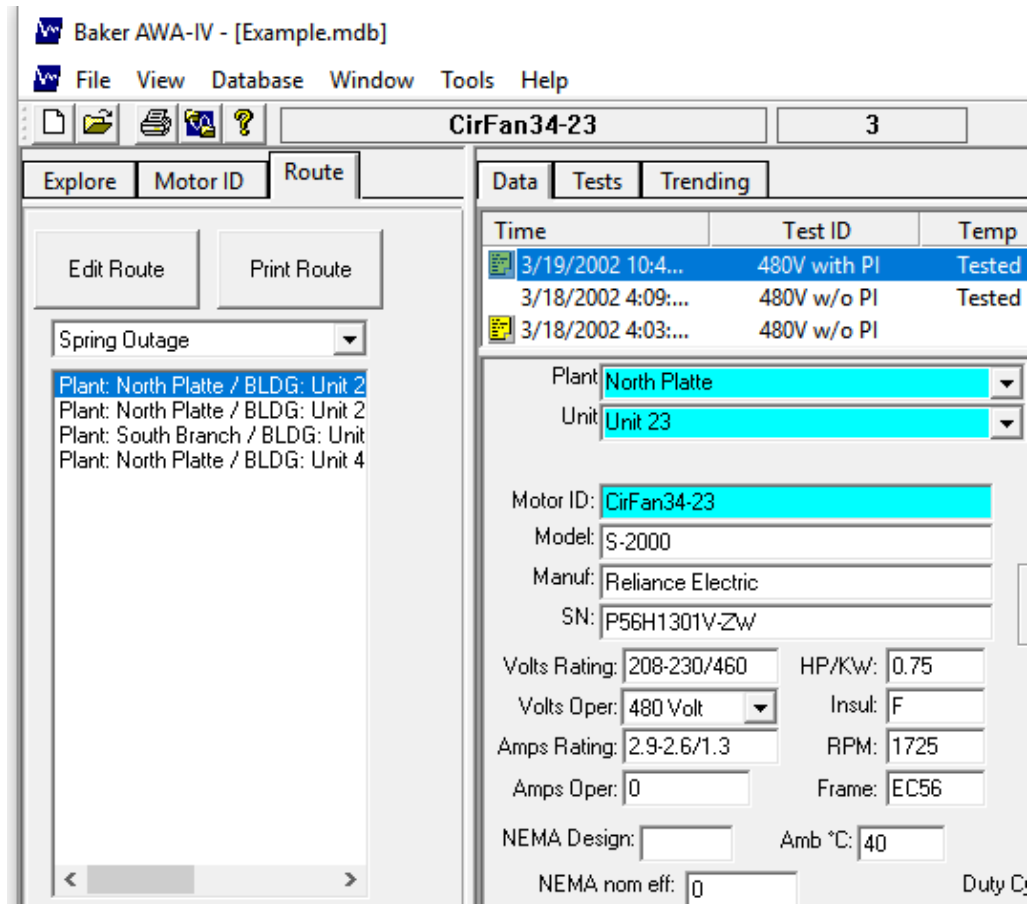 Baker AWA-IV - [Example.mdb]
File View Database Window Tools Help
CirFan34-23 3
Explore Motor ID Route
Edit Route Print Route
Spring Outage
Plant: North Platte / BLDG: Unit 2
Plant: North Platte / BLDG: Unit 2
Plant: South Branch / BLDG: Unit
Plant: North Platte / BLDG: Unit 4
Data Tests Trending
Time Test ID Temp
3/19/2002 10:4... 480V with PI Tested
3/18/2002 4:09:... 480V w/o PI Tested
3/18/2002 4:03:... 480V w/o PI
Plant North Platte
Unit Unit 23
Motor ID: CirFan34-23
Model: S-2000
Manuf: Reliance Electric
SN: P56H1301V-ZW
Volts Rating: 208-230/460 HP/KW: 0.75
Volts Oper: 480 Volt Insul: F
Amps Rating: 2.9-2.6/1.3 RPM: 1725
Amps Oper: 0 Frame: EC56
NEMA Design: Amb °C: 40
NEMA nom eff: 0 Duty Cy